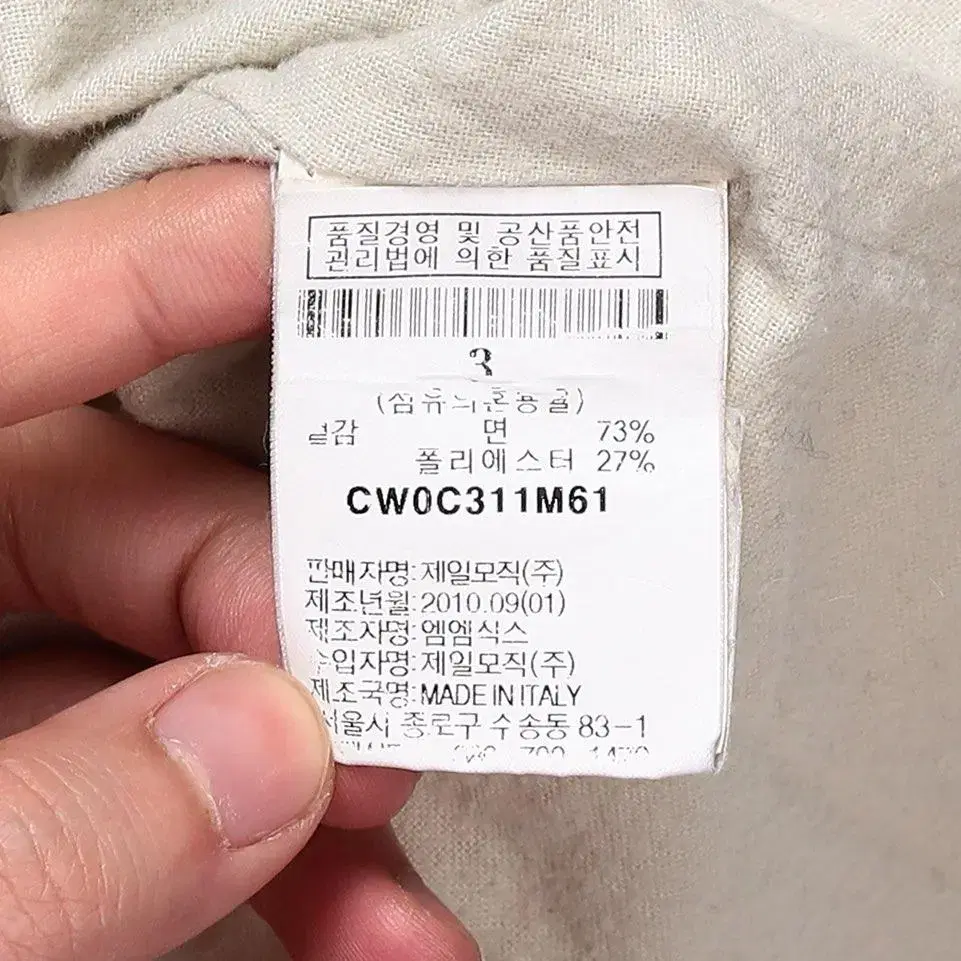 품질경영 및 공산품안전
관리법에 의한 품질표시
3
(섬유의혼용율)
겉감 면 73%
폴리에스터 27%
CW0C311M61
판매자명:제일모직(주)
제조년월:2010.09(01)
제조자명:엠엠식스
수입자명:제일모직(주)
제조국명:MADE IN ITALY
서울시 종로구 수송동 83-1